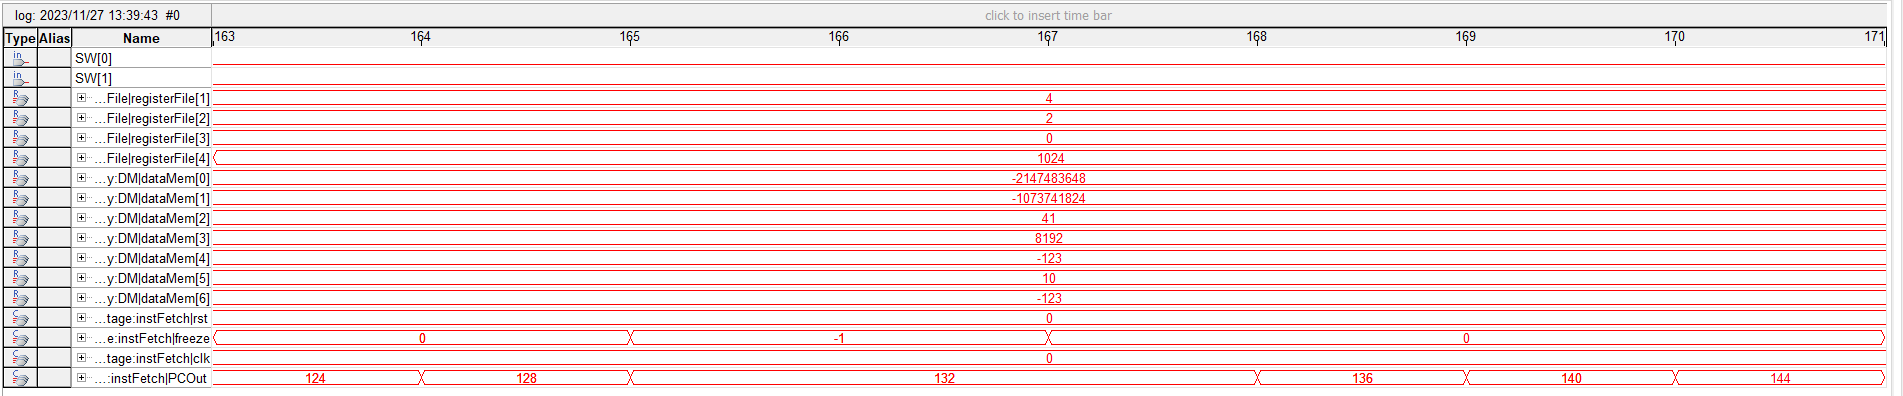 log: 2023/11/27 13:39:43 #0 click to insert time bar
Type Alias Name 163 164 165 166 167 168 169 170 171
in SW[0]
in SW[1]
R ...File|registerFile[1] 4
R ...File|registerFile[2] 2
R ...File|registerFile[3] 0
R ...File|registerFile[4] 1024
R ...y:DM|dataMem[0] -2147483648
R ...y:DM|dataMem[1] -1073741824
R ...y:DM|dataMem[2] 41
R ...y:DM|dataMem[3] 8192
R ...y:DM|dataMem[4] -123
R ...y:DM|dataMem[5] 10
R ...y:DM|dataMem[6] -123
C ...tage:instFetch|rst 0
C ...e:instFetch|freeze 0 -1 0
C ...tage:instFetch|clk 0
C ...:instFetch|PCOut 124 128 132 136 140 144